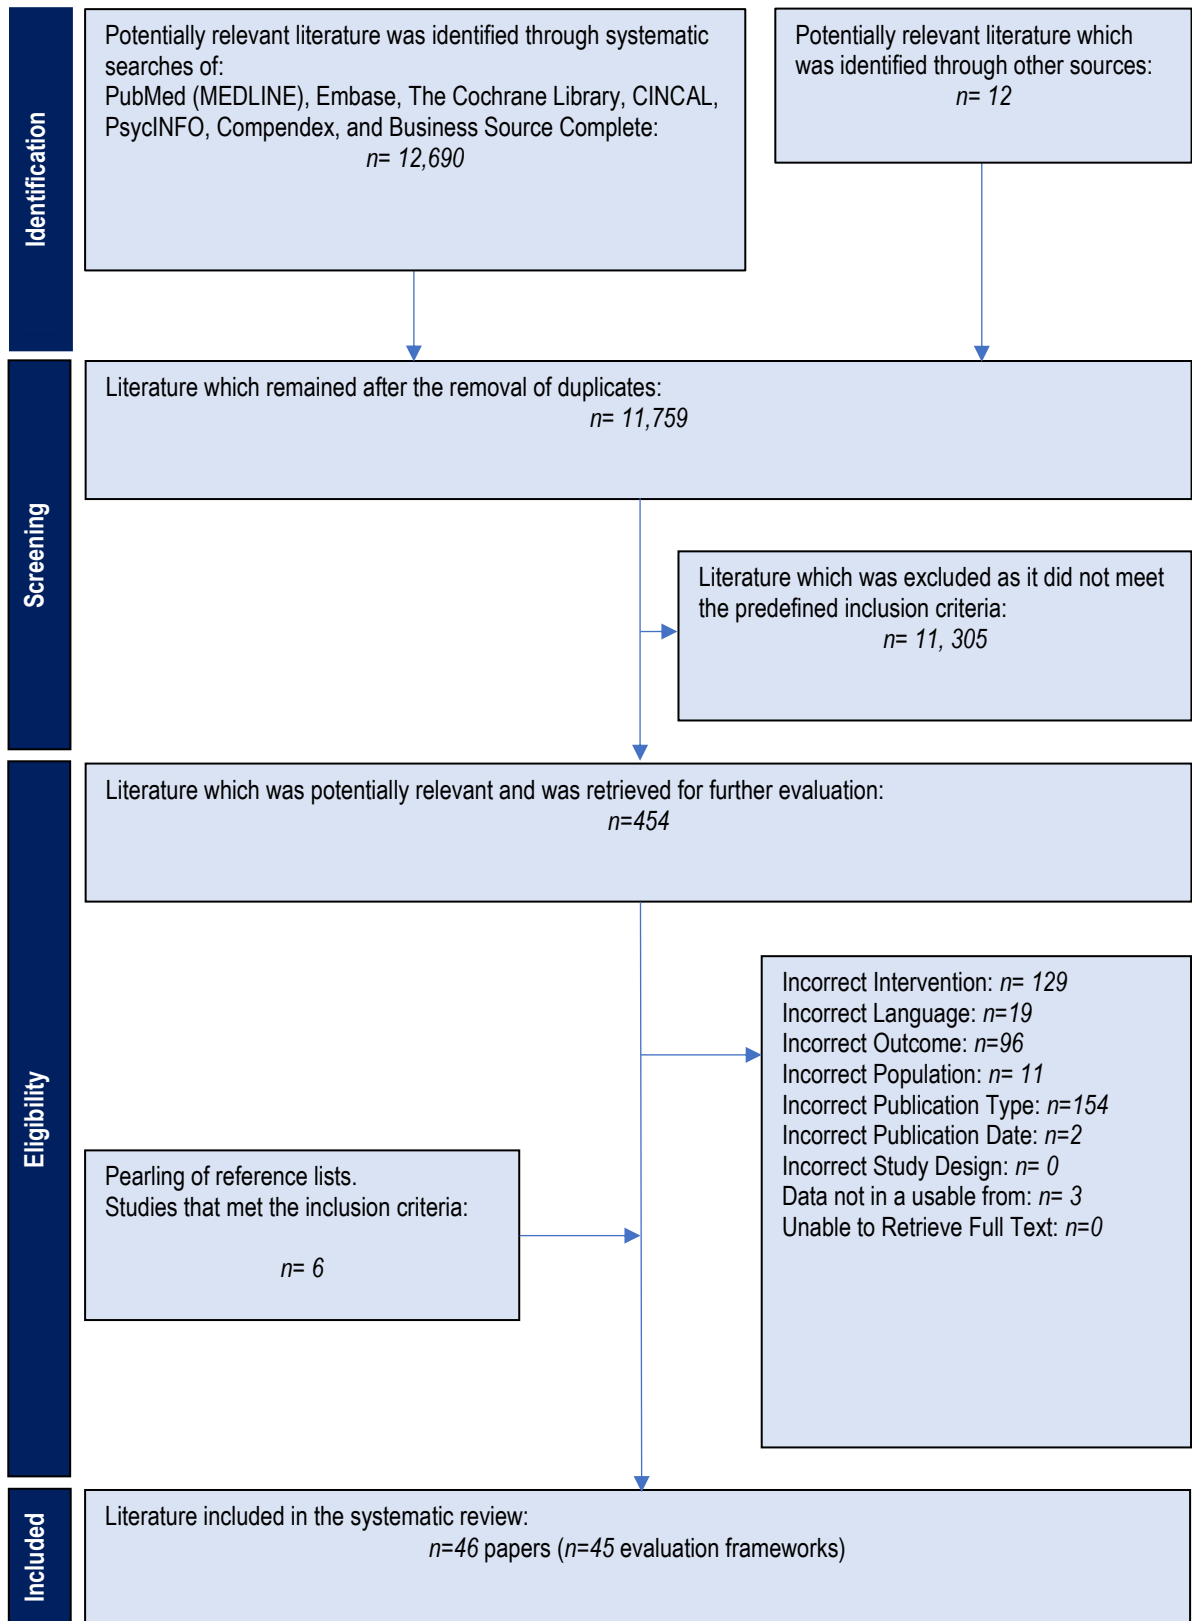 Identification
Potentially relevant literature was identified through systematic
searches of:
PubMed (MEDLINE), Embase, The Cochrane Library, CINCAL,
PsycINFO, Compendex, and Business Source Complete:
n= 12,690
Potentially relevant literature which
was identified through other sources:
n= 12
Screening
Literature which remained after the removal of duplicates:
n= 11,759
Literature which was excluded as it did not meet
the predefined inclusion criteria:
n= 11, 305
Eligibility
Literature which was potentially relevant and was retrieved for further evaluation:
n=454
Incorrect Intervention: n= 129
Incorrect Language: n=19
Incorrect Outcome: n=96
Incorrect Population: n= 11
Incorrect Publication Type: n=154
Incorrect Publication Date: n=2
Incorrect Study Design: n= 0
Data not in a usable from: n= 3
Unable to Retrieve Full Text: n=0
Pearling of reference lists.
Studies that met the inclusion criteria:
n= 6
Included
Literature included in the systematic review:
n=46 papers (n=45 evaluation frameworks)